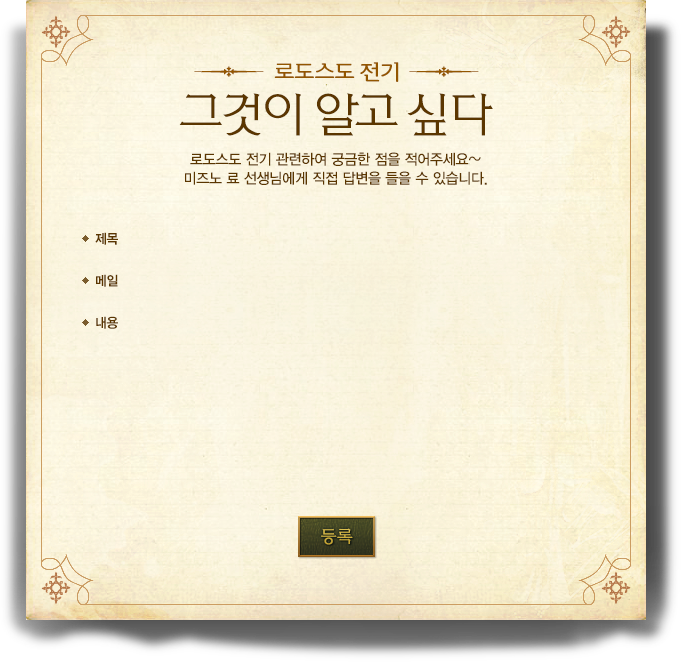 로도스도 전기
그것이 알고 싶다
로도스도 전기 관련하여 궁금한 점을 적어주세요~
미즈노 료 선생님에게 직접 답변을 들을 수 있습니다.
제목
메일
내용
등록